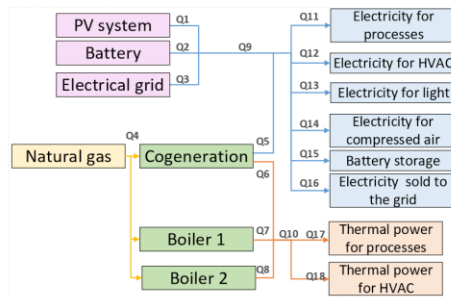 PV system
Q1
Q11
Electricity for
processes
Battery
Q2
Q9
Q12
Electricity for HVAC
Electrical grid
Q3
Q13
Electricity for light
Q4
Q5
Q14
Electricity for
compressed air
Natural gas
Cogeneration
Q15
Battery storage
Q6
Q16
Electricity sold to
the grid
Boiler 1
Q7
Q10
Q17
Thermal power
for processes
Boiler 2
Q8
Q18
Thermal power
for HVAC